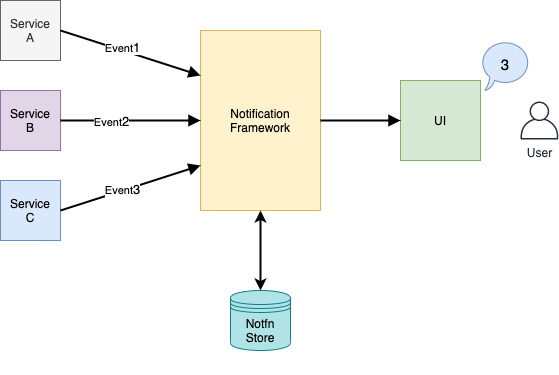 Service
A
Event1
Service
B
Event2
Service
C
Event3
Notification
Framework
UI
3
User
Notfn
Store